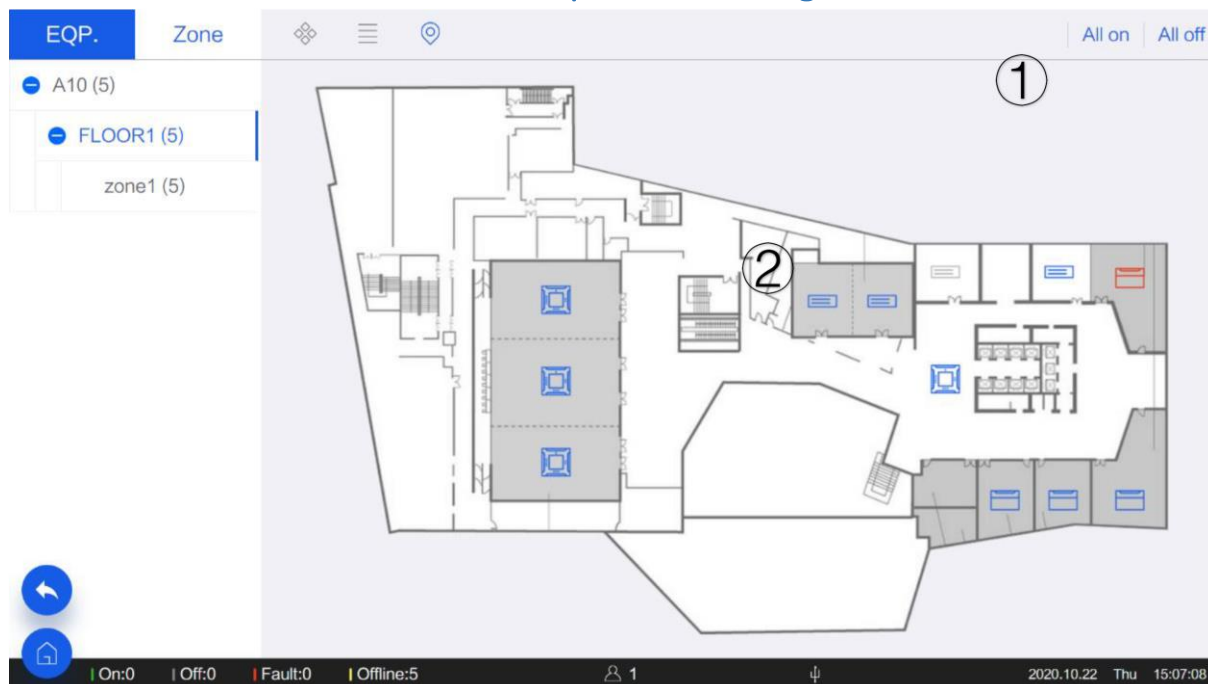 EQP. Zone All on All off
①
A10 (5)
FLOOR1 (5)
zone1 (5)
②
On:0 Off:0 Fault:0 Offline:5 1 2020.10.22 Thu 15:07:08